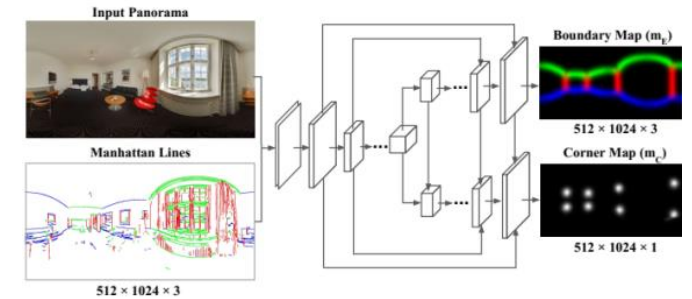 Input Panorama
Manhattan Lines
512 × 1024 × 3
Boundary Map (mE)
512 × 1024 × 3
Corner Map (mC)
512 × 1024 × 1